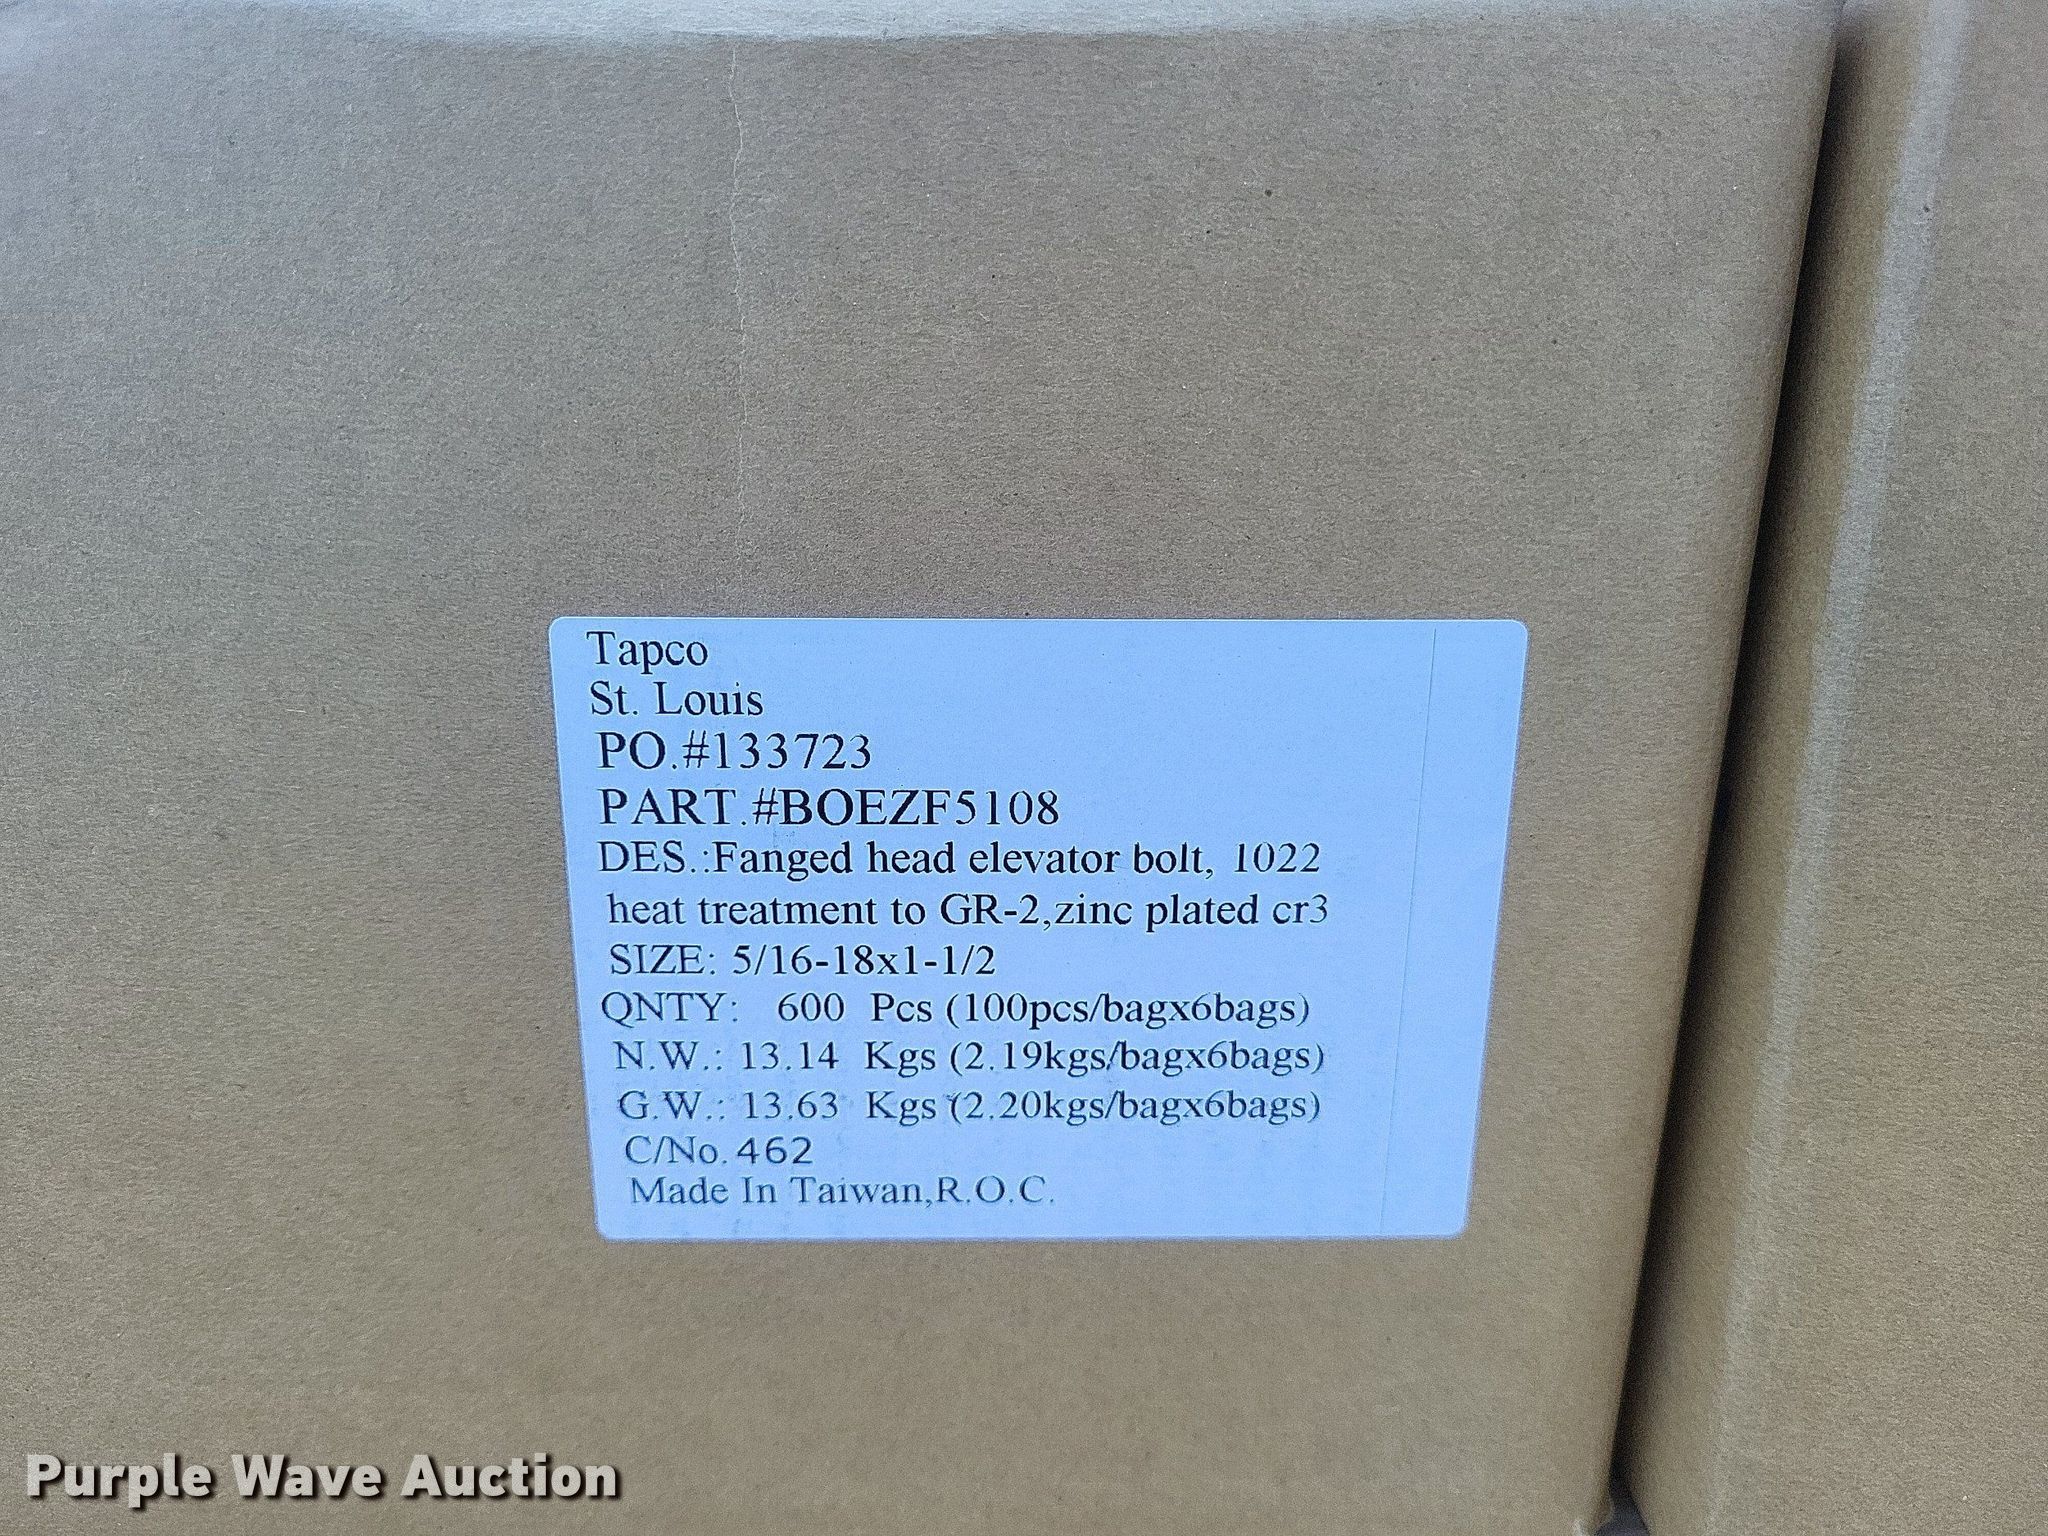 Tapco
St. Louis
PO.#133723
PART.#BOEZF5108
DES.:Fanged head elevator bolt, 1022
heat treatment to GR-2,zinc plated cr3
SIZE: 5/16-18x1-1/2
QNTY: 600 Pcs (100pcs/bagx6bags)
N.W.: 13.14 Kgs (2.19kgs/bagx6bags)
G.W.: 13.63 Kgs (2.20kgs/bagx6bags)
C/No. 462
Made In Taiwan,R.O.C.
Purple Wave Auction